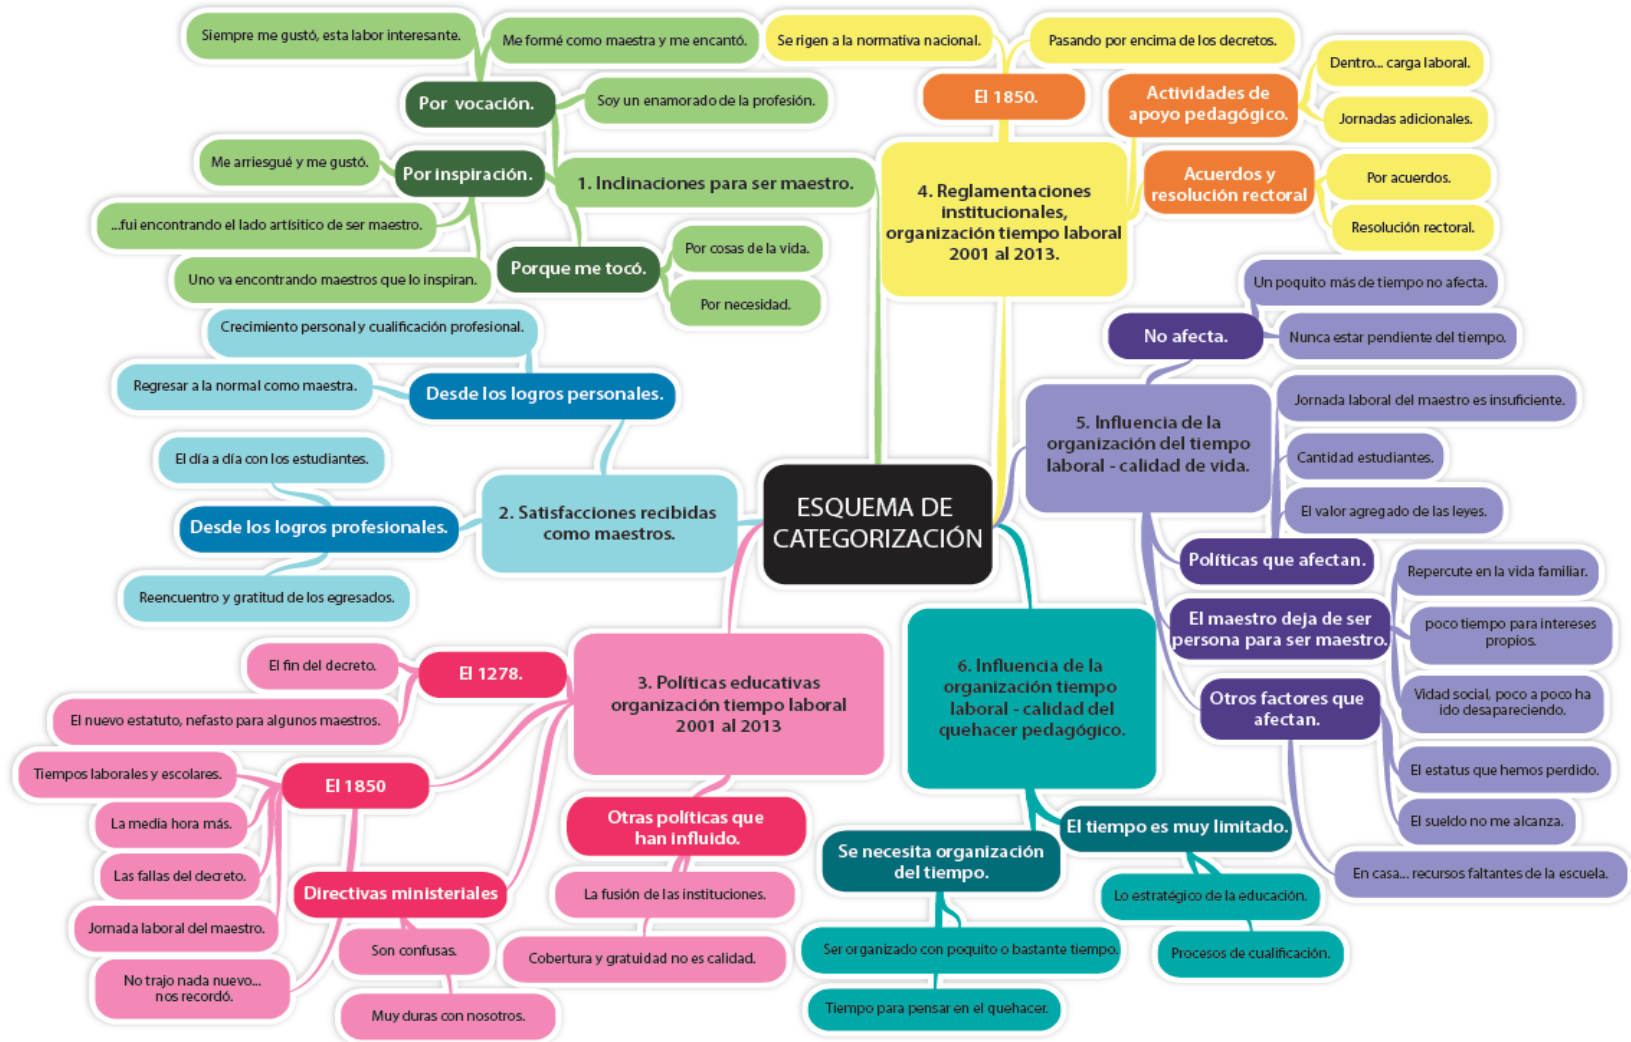 ESQUEMA DE
CATEGORIZACIÓN
1. Inclinaciones para ser maestro.
Por  vocación.
Siempre me gustó, esta labor interesante.
Me formé como maestra y me encantó.
Soy un enamorado de la profesión.
Por inspiración.
Me arriesgué y me gustó.
...fui encontrando el lado artísitico de ser maestro.
Uno va encontrando maestros que lo inspiran.
Porque me tocó.
Por cosas de la vida.
Por necesidad.
2. Satisfacciones recibidas
como maestros.
Desde los logros personales.
Crecimiento personal y cualificación profesional.
Regresar a la normal como maestra.
Desde los logros profesionales.
El día a día con los estudiantes.
Reencuentro y gratitud de los egresados.
3. Políticas educativas
organización tiempo laboral
2001 al 2013
El 1278.
El fin del decreto.
El nuevo estatuto, nefasto para algunos maestros.
El 1850
Tiempos laborales y escolares.
La media hora más.
Las fallas del decreto.
Jornada laboral del maestro.
No trajo nada nuevo...
nos recordó.
Directivas ministeriales
Son confusas.
Muy duras con nosotros.
Otras políticas que
han influido.
La fusión de las instituciones.
Cobertura y gratuidad no es calidad.
4. Reglamentaciones
institucionales,
organización tiempo laboral
2001 al 2013.
El 1850.
Se rigen a la normativa nacional.
Pasando por encima de los decretos.
Actividades de
apoyo pedagógico.
Dentro... carga laboral.
Jornadas adicionales.
Acuerdos y
resolución rectoral
Por acuerdos.
Resolución rectoral.
5. Influencia de la
organización del tiempo
laboral - calidad de vida.
No afecta.
Un poquito más de tiempo no afecta.
Nunca estar pendiente del tiempo.
Políticas que afectan.
Jornada laboral del maestro es insuficiente.
Cantidad estudiantes.
El valor agregado de las leyes.
El maestro deja de ser
persona para ser maestro.
Repercute en la vida familiar.
poco tiempo para intereses
propios.
Vidad social, poco a poco ha
ido desapareciendo.
Otros factores que
afectan.
El estatus que hemos perdido.
El sueldo no me alcanza.
En casa... recursos faltantes de la escuela.
6. Influencia de la
organización tiempo
laboral - calidad del
quehacer pedagógico.
El tiempo es muy limitado.
Lo estratégico de la educación.
Procesos de cualificación.
Se necesita organización
del tiempo.
Ser organizado con poquito o bastante tiempo.
Tiempo para pensar en el quehacer.